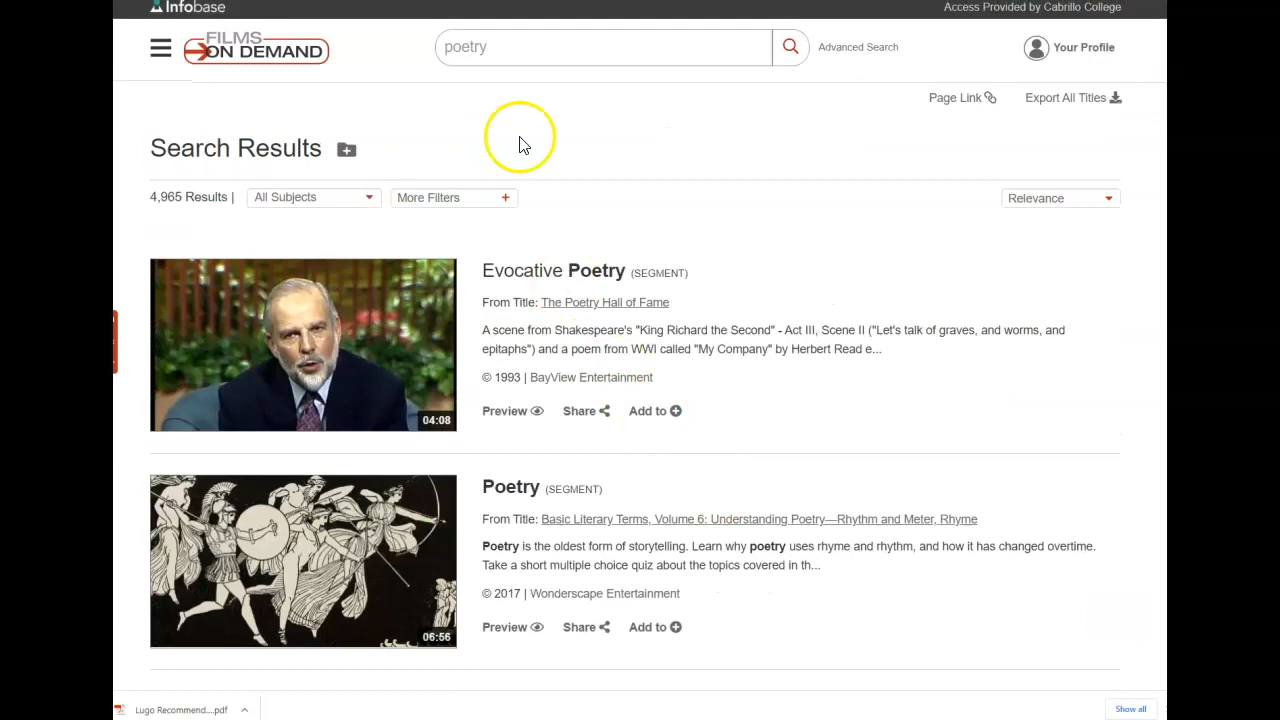 Infobase
Access Provided by Cabrillo College
FILMS
ON DEMAND
poetry
Advanced Search
Your Profile
Page Link
Export All Titles
Search Results
4,965 Results |
All Subjects
More Filters +
Relevance
Evocative Poetry (SEGMENT)
From Title: The Poetry Hall of Fame
A scene from Shakespeare's "King Richard the Second" - Act III, Scene II ("Let's talk of graves, and worms, and
epitaphs") and a poem from WWI called "My Company" by Herbert Read e...
© 1993 | BayView Entertainment
04:08
Preview
Share
Add to
Poetry (SEGMENT)
From Title: Basic Literary Terms, Volume 6: Understanding Poetry—Rhythm and Meter, Rhyme
Poetry is the oldest form of storytelling. Learn why poetry uses rhyme and rhythm, and how it has changed overtime.
Take a short multiple choice quiz about the topics covered in th...
© 2017 | Wonderscape Entertainment
06:56
Preview
Share
Add to
Lugo Recommend....pdf
Show all